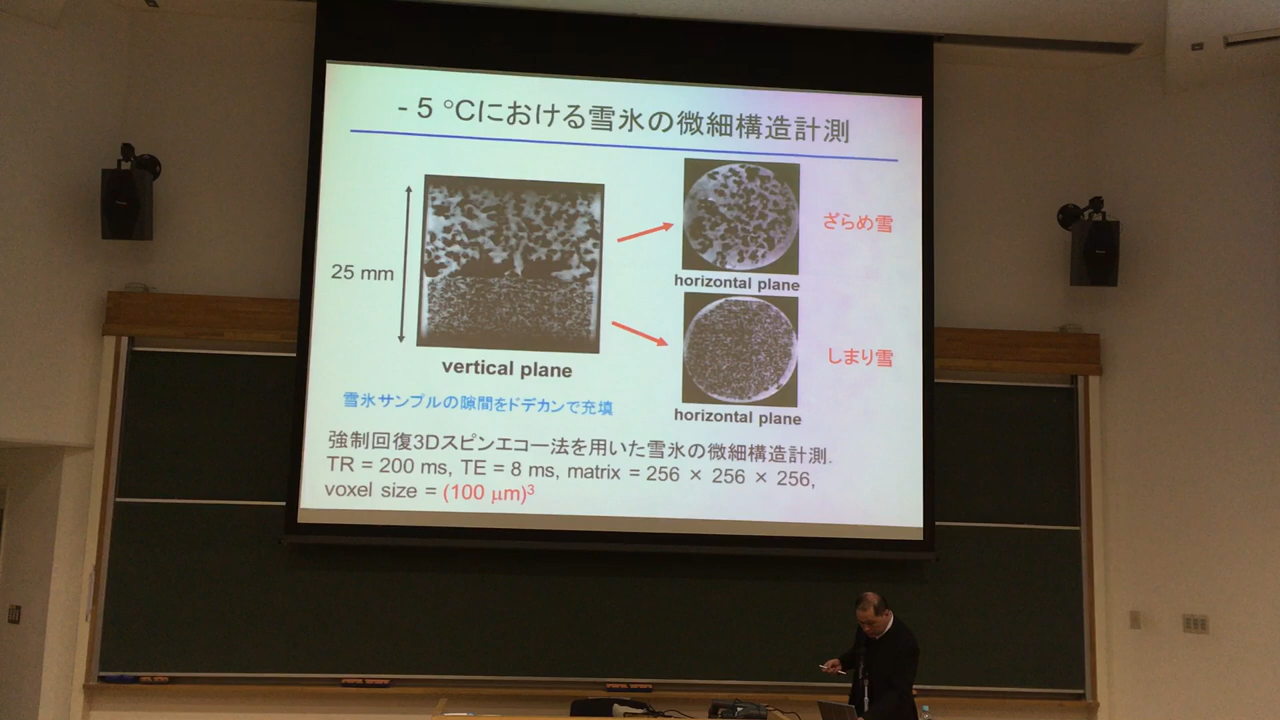 - 5 °Cにおける雪氷の微細構造計測
25 mm
vertical plane
horizontal plane
ざらめ雪
horizontal plane
しまり雪
雪氷サンプルの隙間をドデカンで充填
強制回復3Dスピンエコー法を用いた雪氷の微細構造計測.
TR = 200 ms, TE = 8 ms, matrix = 256 × 256 × 256,
voxel size = (100 μm)³